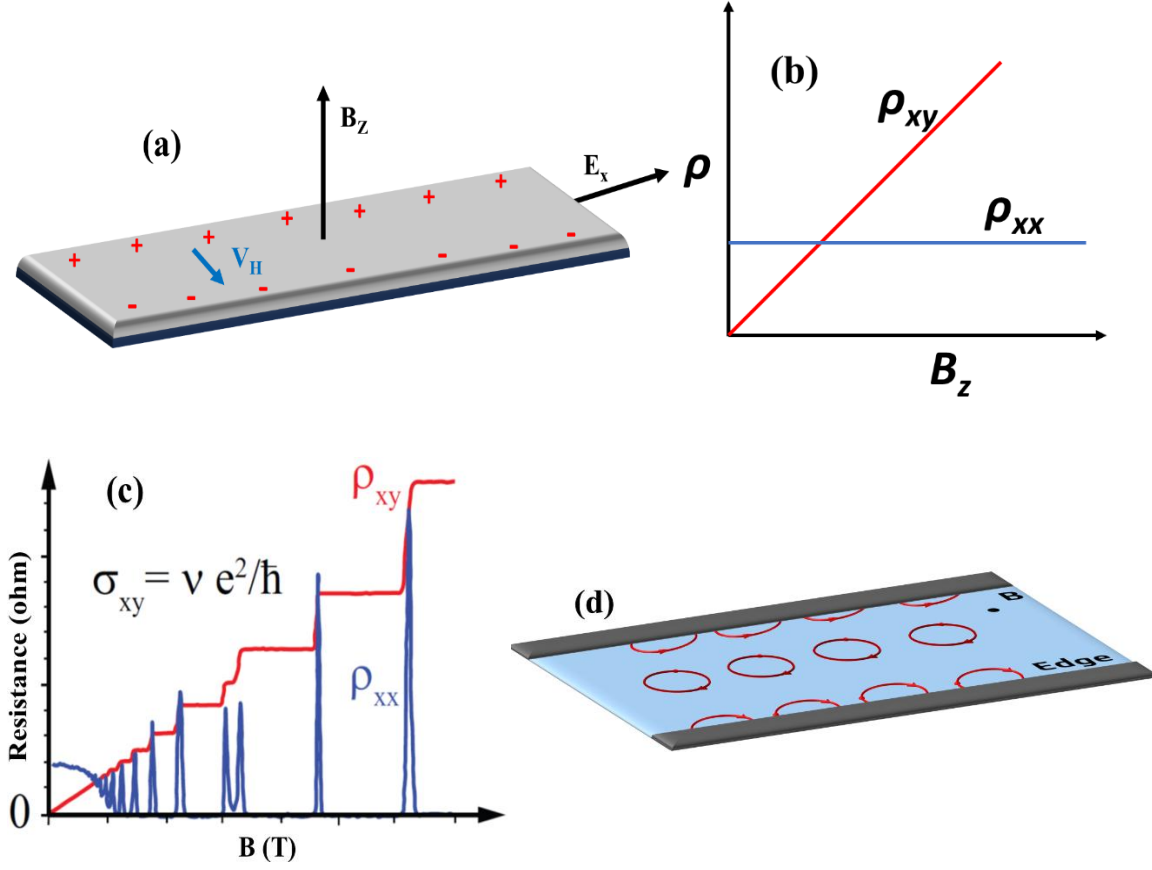 (a)
B_Z
E_x
+ + + + + + +
V_H
- - - - - - -
(b)
ρ_xy
ρ
ρ_xx
B_z
(c)
ρ_xy
σ_xy = ν e²/ħ
ρ_xx
Resistance (ohm)
0
B (T)
(d)
B
Edge